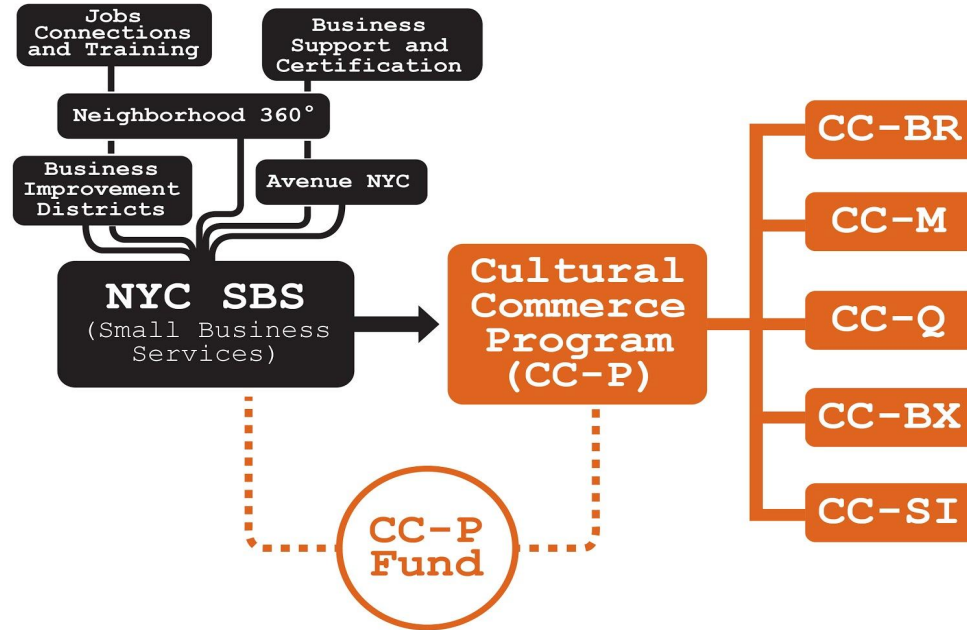 Jobs
Connections
and Training
Business
Support and
Certification
Neighborhood 360°
Business
Improvement
Districts
Avenue NYC
NYC SBS
(Small Business
Services)
Cultural
Commerce
Program
(CC-P)
CC-P
Fund
CC-BR
CC-M
CC-Q
CC-BX
CC-SI